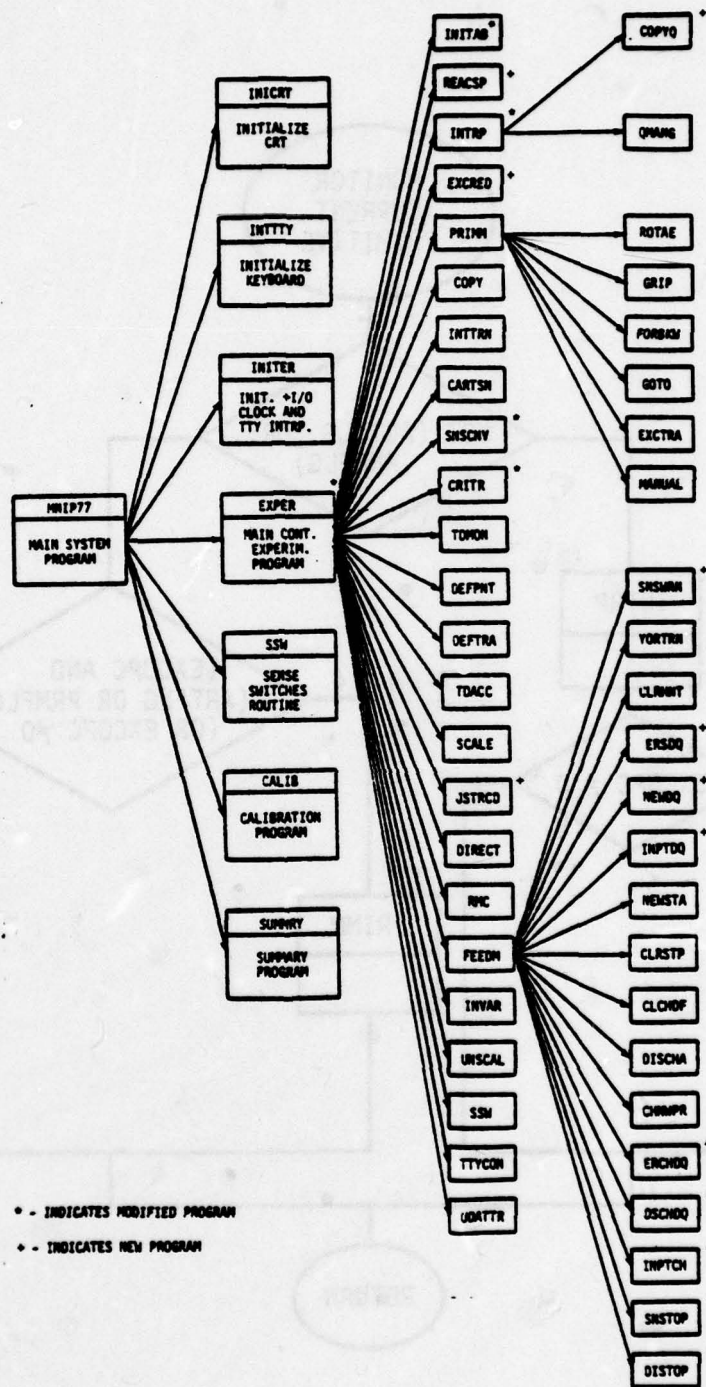 MNIP77
MAIN SYSTEM
PROGRAM
INICRT
INITIALIZE
CRT
INTTTY
INITIALIZE
KEYBOARD
INITER
INIT. +I/O
CLOCK AND
TTY INTRP.
EXPER *
MAIN CONT.
EXPERIM.
PROGRAM
SSW
SENSE
SWITCHES
ROUTINE
CALIB
CALIBRATION
PROGRAM
SUMMRY
SUMMARY
PROGRAM
INITAB *
REACSP +
INTRP *
EXCRED +
PRIMM
COPY
INTTRN
CARTSN
SNSCNV *
CRITR *
TDMON
DEFPNT
DEFTRA
TDACC
SCALE
JSTRCD +
DIRECT
RMC
FEEDM
INVAR
UNSCAL
SSW
TTYCON
UDATTR
COPYQ +
QMANG
ROTAE
GRIP
FORBKW
GOTO
EXCTRA
MANUAL
SNSWRN +
YORTRN
CLRMNT
ERSDQ +
NEWDQ +
INPTDQ +
NEWSTA
CLRSTP
CLCHDF
DISCHA
CHNMPR
ERCHDQ
DSCHDQ
INPTCH
SNSTOP
DISTOP
* - INDICATES MODIFIED PROGRAM
+ - INDICATES NEW PROGRAM
RETURN